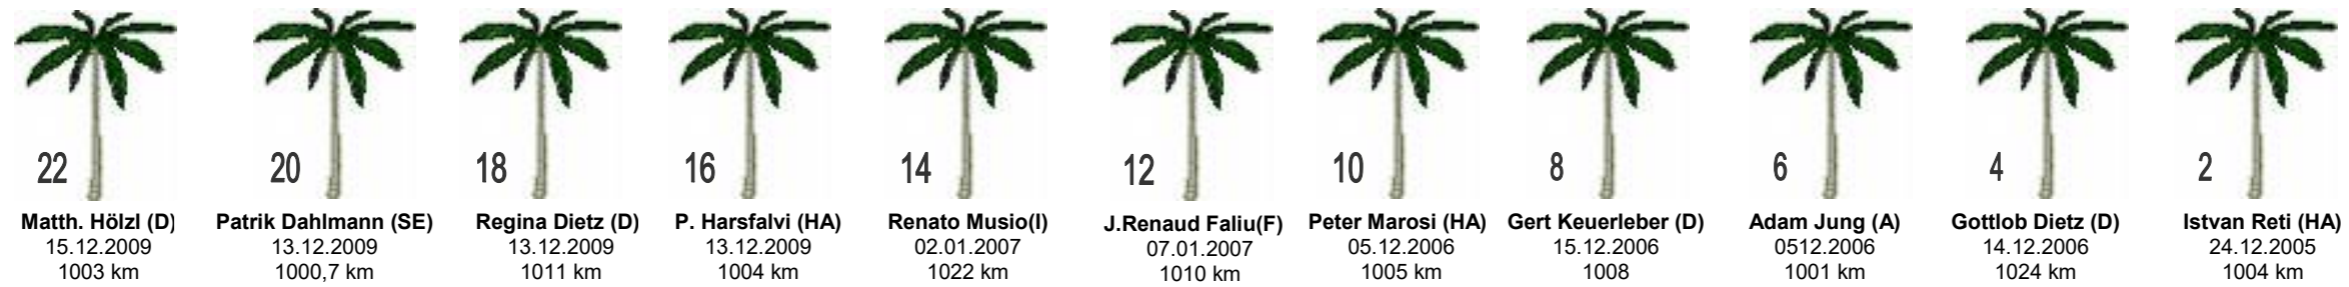 22 20 18 16 14 12 10 8 6 4 2
Matth. Hölzl (D) Patrik Dahlmann (SE) Regina Dietz (D) P. Harsfalvi (HA) Renato Musio(I) J.Renaud Faliu(F) Peter Marosi (HA) Gert Keuerleber (D) Adam Jung (A) Gottlob Dietz (D) Istvan Reti (HA)
15.12.2009 13.12.2009 13.12.2009 13.12.2009 02.01.2007 07.01.2007 05.12.2006 15.12.2006 0512.2006 14.12.2006 24.12.2005
1003 km 1000,7 km 1011 km 1004 km 1022 km 1010 km 1005 km 1008 1001 km 1024 km 1004 km